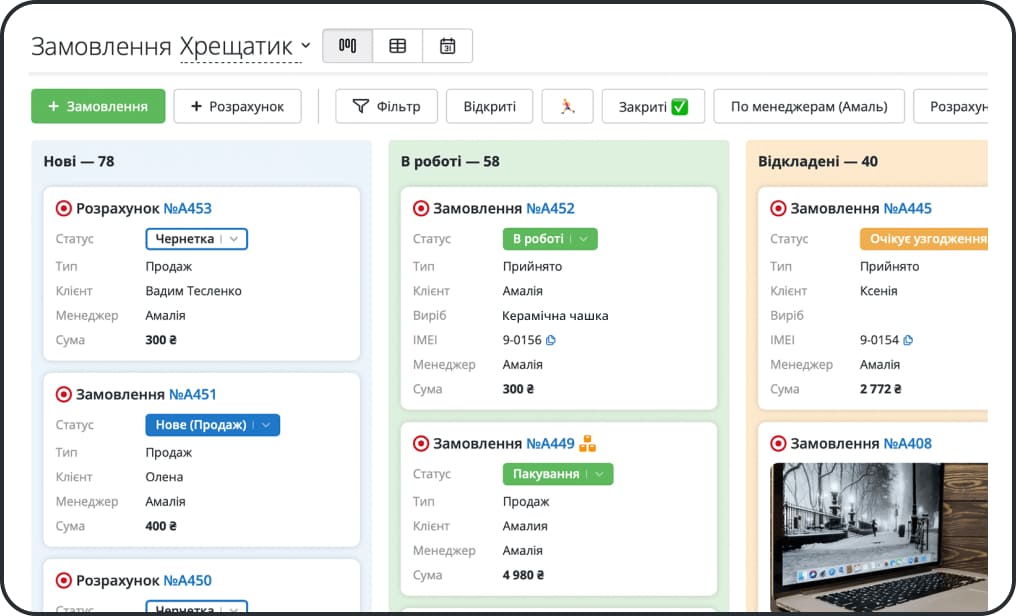 Замовлення Хрещатик
+ Замовлення
+ Розрахунок
Фільтр
Відкриті
Закриті ✅
По менеджерам (Амаль)
Розрахун
Нові — 78
Розрахунок №A453
Статус Чернетка
Тип Продаж
Клієнт Вадим Тесленко
Менеджер Амалія
Сума 300 ₴
Замовлення №A451
Статус Нове (Продаж)
Тип Продаж
Клієнт Олена
Менеджер Амалія
Сума 400 ₴
Розрахунок №A450
Статус Чернетка
В роботі — 58
Замовлення №A452
Статус В роботі
Тип Прийнято
Клієнт Амалія
Виріб Керамічна чашка
IMEI 9-0156
Менеджер Амалія
Сума 300 ₴
Замовлення №A449
Статус Пакування
Тип Продаж
Клієнт Амалия
Менеджер Амалія
Сума 4 980 ₴
Відкладені — 40
Замовлення №A445
Статус Очікує узгодження
Тип Прийнято
Клієнт Ксенія
Виріб
IMEI 9-0154
Менеджер Амалія
Сума 2 772 ₴
Замовлення №A408